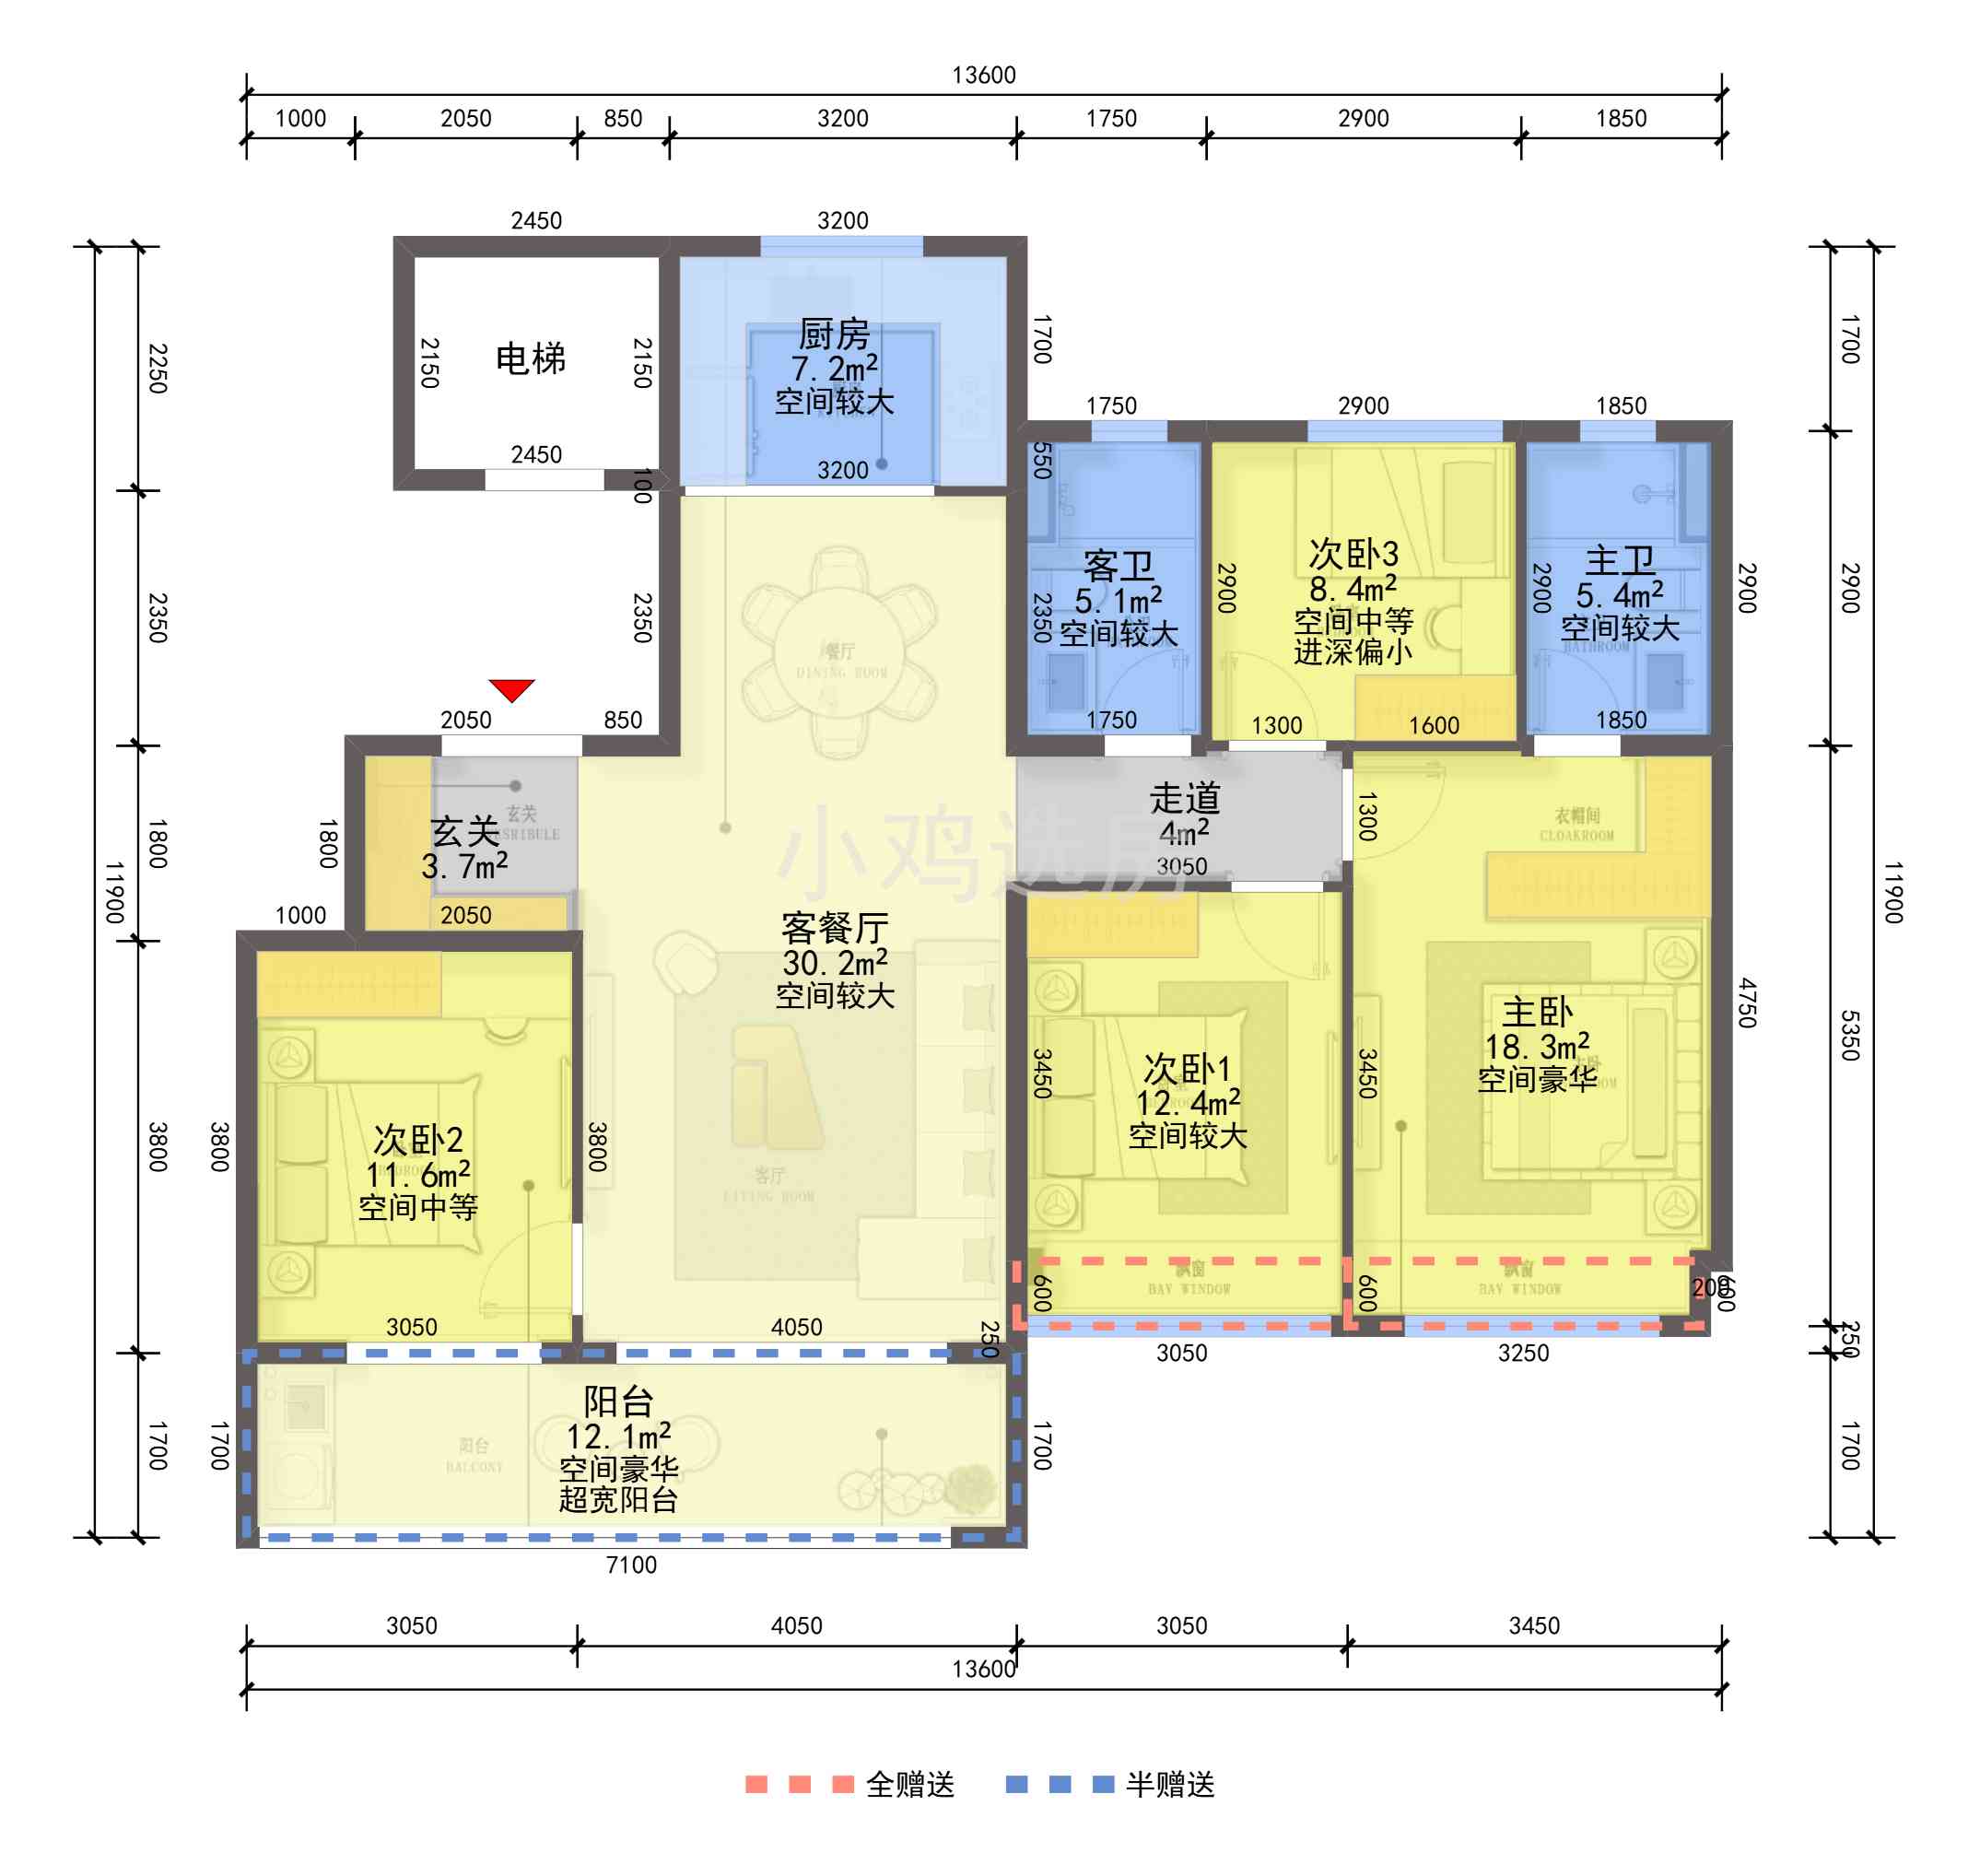 13600
1000
2050
850
3200
1750
2900
1850
2450
3200
电梯
2150
2150
2450
100
厨房
7.2m²
空间较大
3200
1700
1750
2900
1850
550
客卫
5.1m²
空间较大
2350
1750
次卧3
8.4m²
空间中等
进深偏小
2900
1300
1600
主卫
5.4m²
空间较大
BATHROOM
2900
1850
2900
2250
2350
1800
3800
1700
11900
1700
2900
5350
250
1700
11900
2350
2050
850
餐厅
DINING ROOM
玄关
玄关
3.7m²
1800
1000
2050
走道
4m²
3050
1300
衣帽间
CLOAKROOM
小鸡选房
客餐厅
30.2m²
空间较大
客厅
LIVING ROOM
次卧2
11.6m²
空间中等
3800
3800
3050
4050
250
次卧1
12.4m²
空间较大
3450
BAY WINDOW
600
主卧
18.3m²
空间豪华
3450
4750
BAY WINDOW
600
200
600
3050
3250
阳台
12.1m²
空间豪华
超宽阳台
阳台
BALCONY
1700
1700
7100
3050
4050
3050
3450
13600
全赠送
半赠送